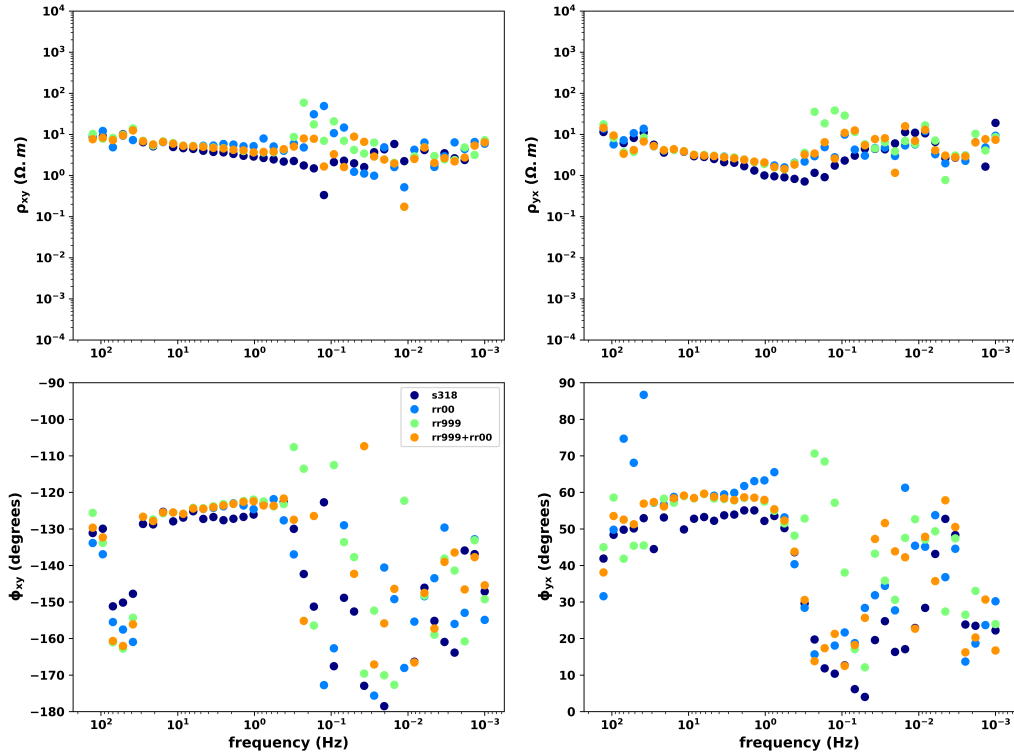 10⁴ 10³ 10² 10¹ 10⁰ 10⁻¹ 10⁻² 10⁻³ 10⁻⁴
ρxy (Ω. m)
10² 10¹ 10⁰ 10⁻¹ 10⁻² 10⁻³
10⁴ 10³ 10² 10¹ 10⁰ 10⁻¹ 10⁻² 10⁻³ 10⁻⁴
ρyx (Ω. m)
10² 10¹ 10⁰ 10⁻¹ 10⁻² 10⁻³
−90 −100 −110 −120 −130 −140 −150 −160 −170 −180
ϕxy (degrees)
s318
rr00
rr999
rr999+rr00
10² 10¹ 10⁰ 10⁻¹ 10⁻² 10⁻³
frequency (Hz)
90 80 70 60 50 40 30 20 10 0
ϕyx (degrees)
10² 10¹ 10⁰ 10⁻¹ 10⁻² 10⁻³
frequency (Hz)